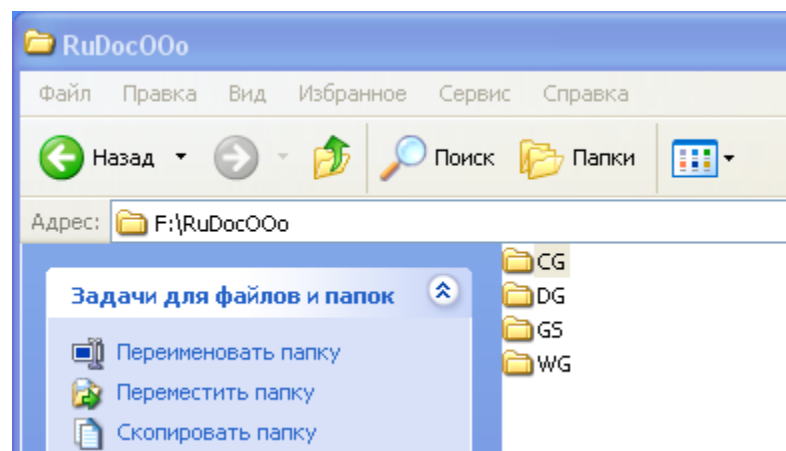 RuDocOOo
Файл Правка Вид Избранное Сервис Справка
Назад Поиск Папки
Адрес: F:\RuDocOOo
Задачи для файлов и папок
Переименовать папку
Переместить папку
Скопировать папку
CG
DG
GS
WG